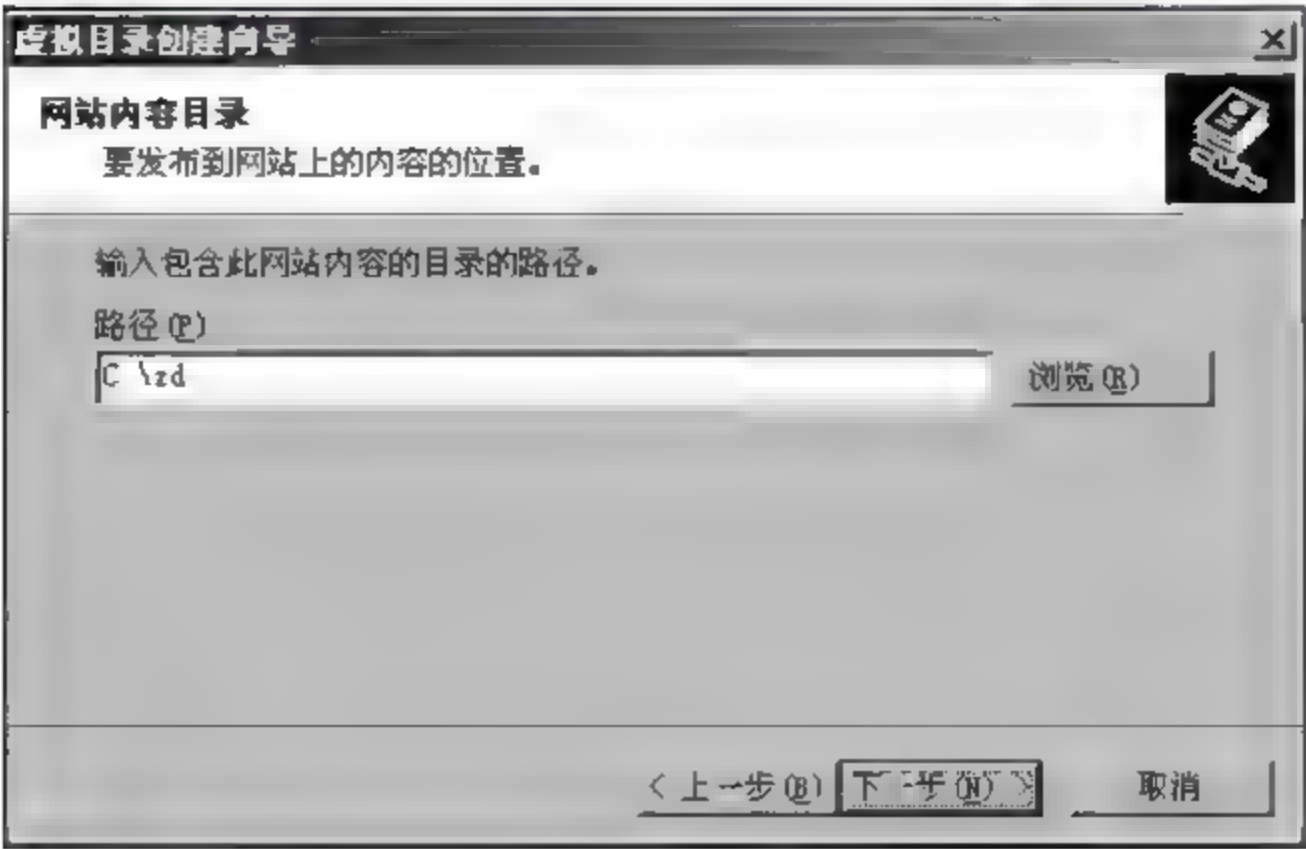 虚拟目录创建向导
网站内容目录
要发布到网站上的内容的位置。
输入包含此网站内容的目录的路径。
路径(P)
C \rd 浏览(R)
< 上一步(B) 下一步(N) > 取消